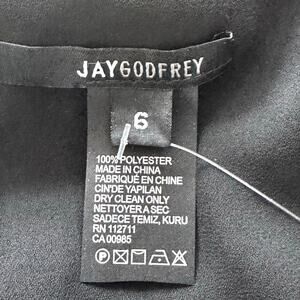 JAYGODFREY
6
100% POLYESTER
MADE IN CHINA
FABRIQUÉ EN CHINE
CIN'DE YAPILAN
DRY CLEAN ONLY
NETTOYER A SEC
SADECE TEMIZ, KURU
RN 112711
CA 00985
P